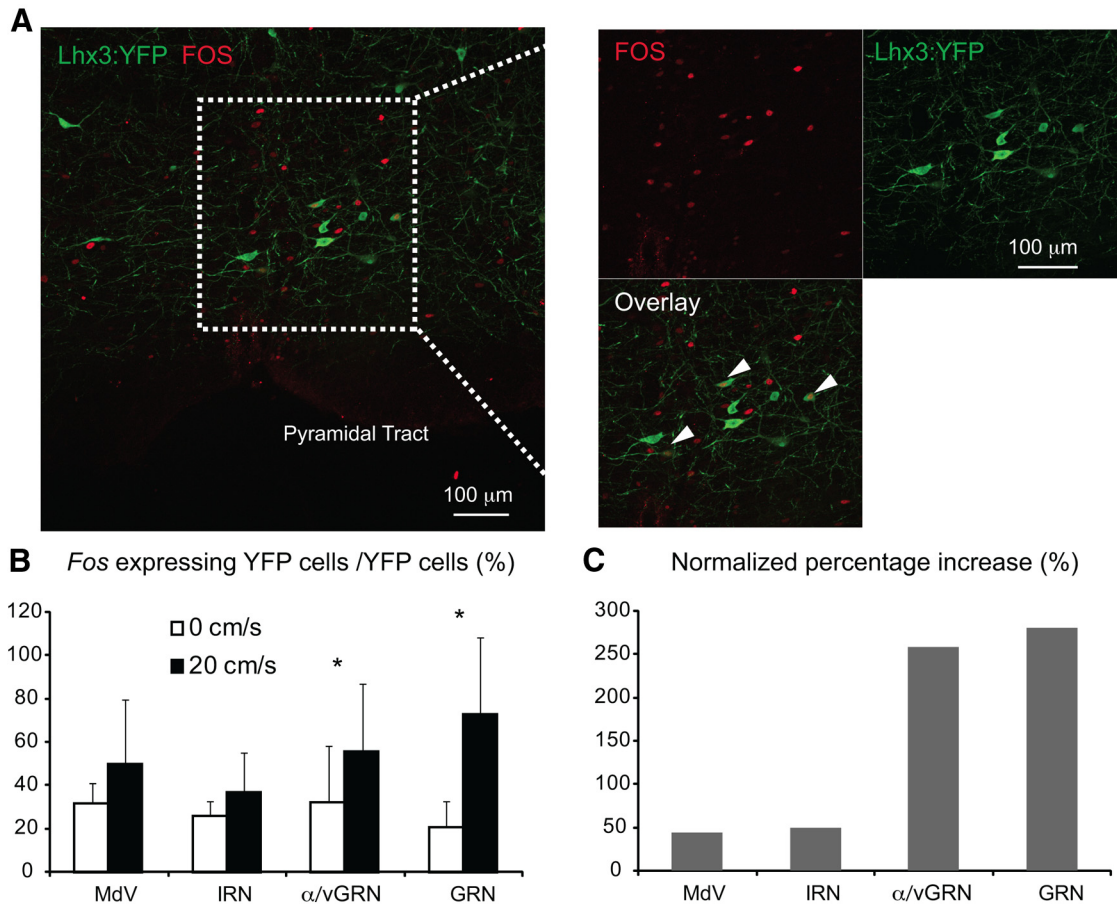 A
Lhx3:YFP FOS
Pyramidal Tract
100 μm
FOS
Lhx3:YFP
100 μm
Overlay
B Fos expressing YFP cells /YFP cells (%)
120
100
80
60
40
20
0
0 cm/s
20 cm/s
*
*
MdV IRN α/vGRN GRN
C Normalized percentage increase (%)
300
250
200
150
100
50
0
MdV IRN α/vGRN GRN